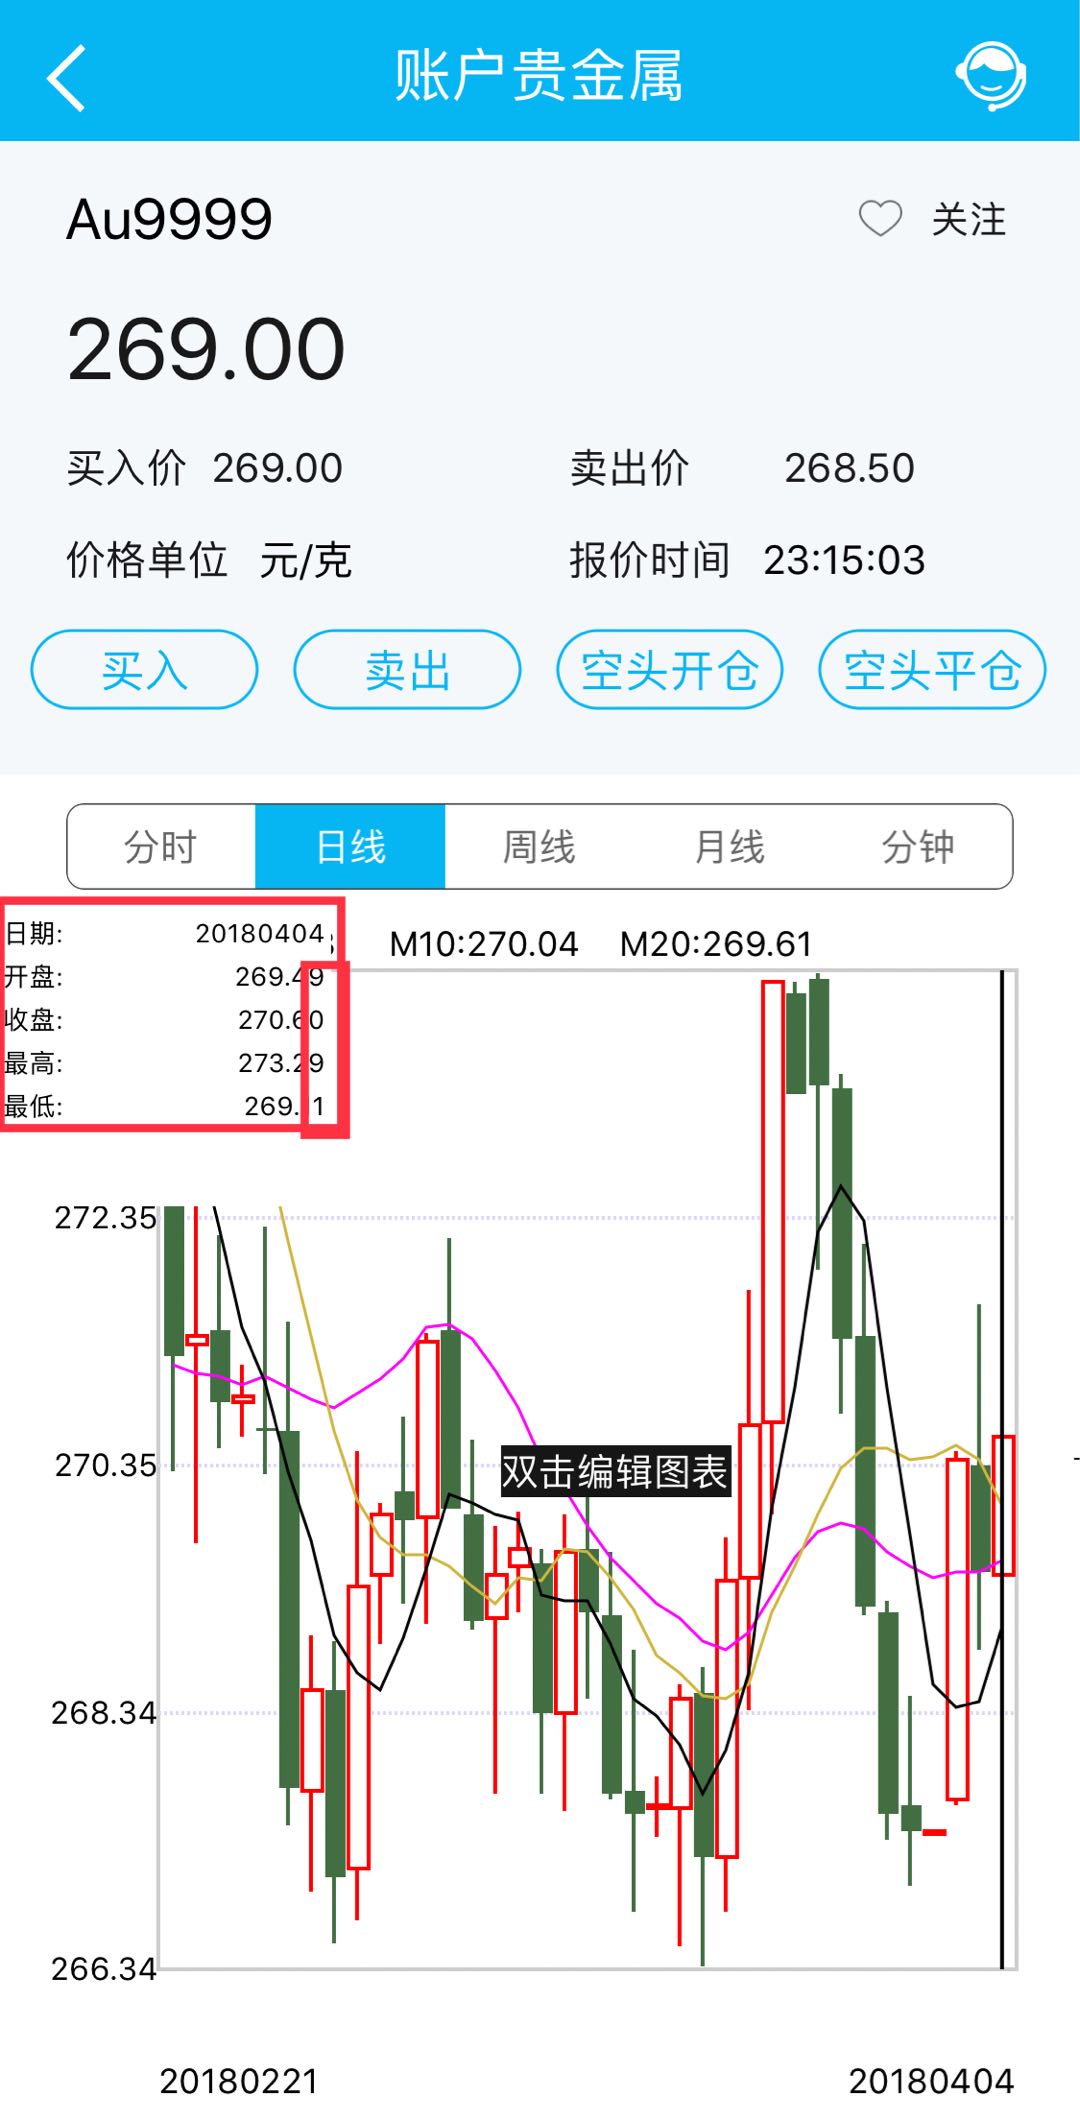 账户贵金属
Au9999 关注
269.00
买入价 269.00 卖出价 268.50
价格单位 元/克 报价时间 23:15:03
买入 卖出 空头开仓 空头平仓
分时 日线 周线 月线 分钟
日期: 20180404 M10:270.04 M20:269.61
开盘: 269.49
收盘: 270.60
最高: 273.29
最低:
272.35
270.35
双击编辑图表
268.34
266.34
20180221 20180404